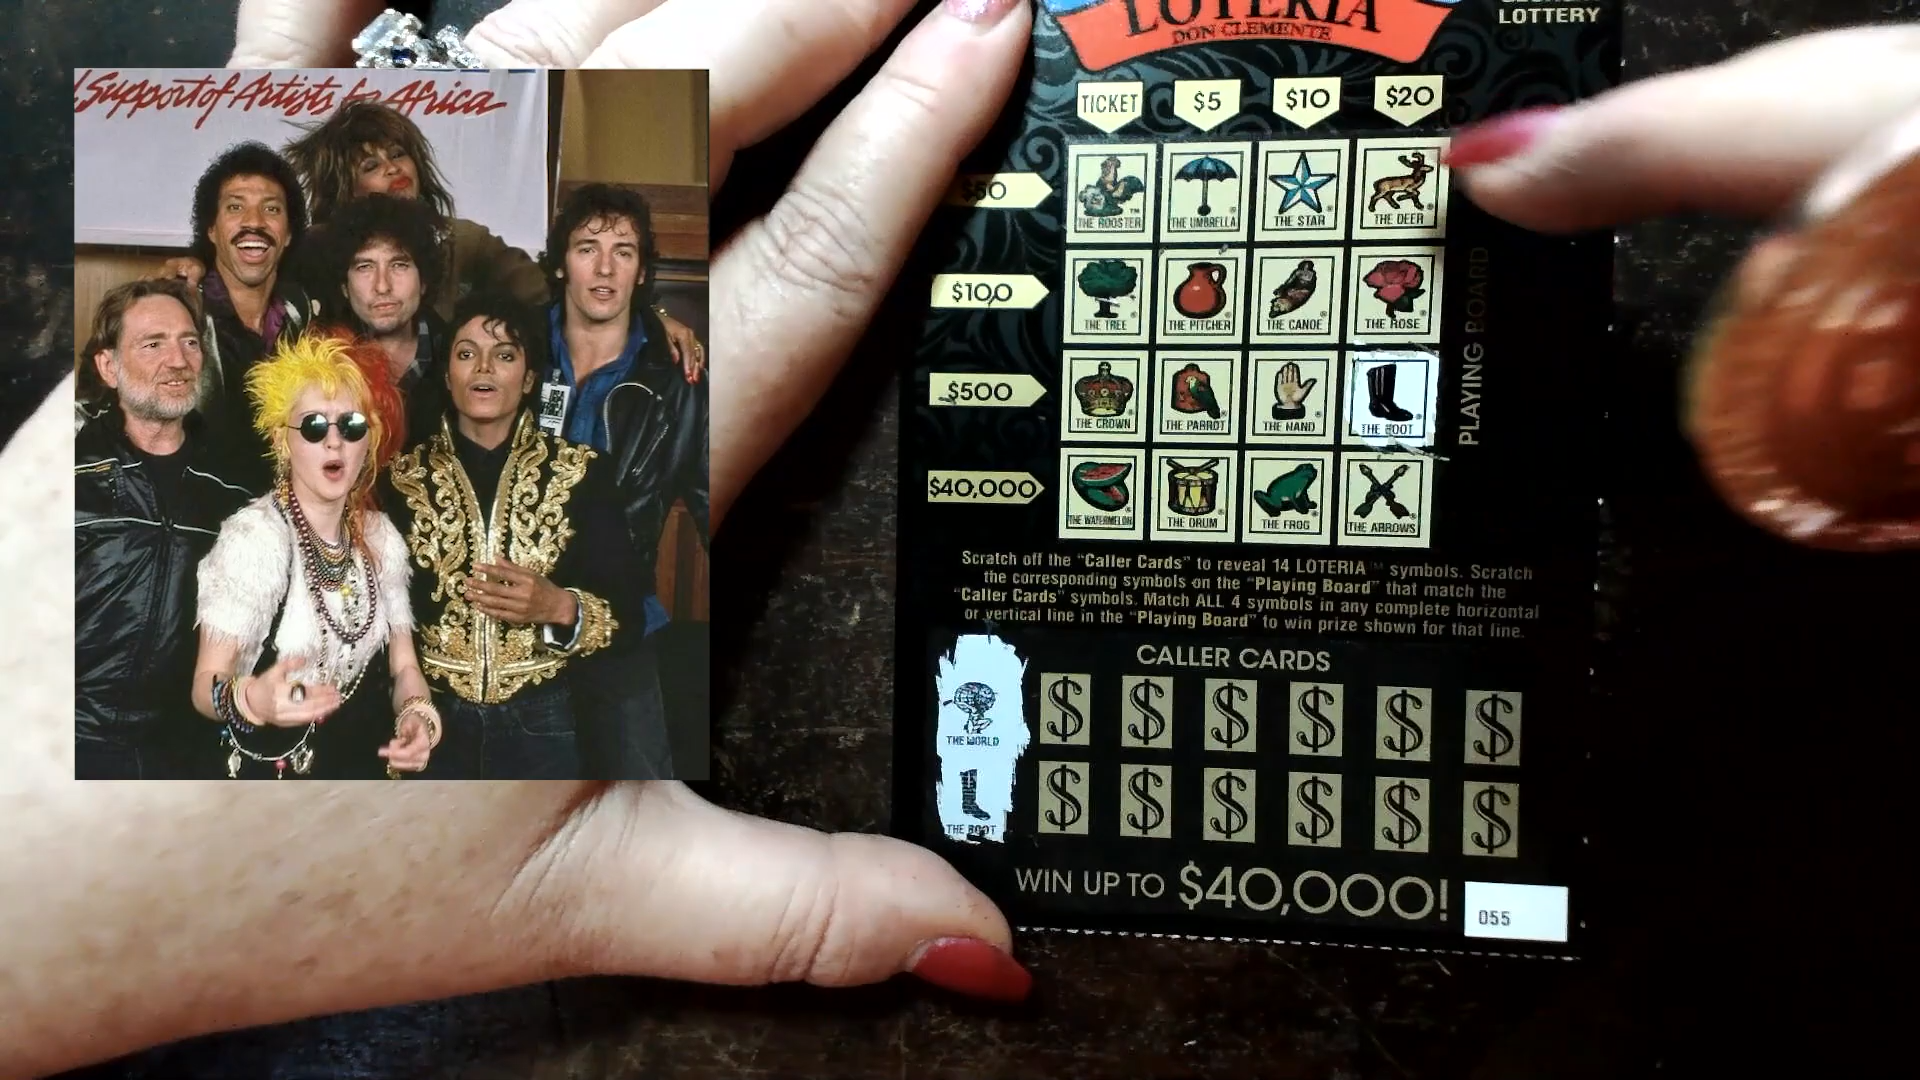 Support of Artists for Africa
LOTERIA
DON CLEMENTE
LOTTERY
TICKET $5 $10 $20
$50
THE ROOSTER THE UMBRELLA THE STAR THE DEER
$100
THE TREE THE PITCHER THE CANOE THE ROSE
$500
THE CROWN THE PARROT THE HAND THE BOOT
$40,000
THE WATERMELON THE DRUM THE FROG THE ARROWS
PLAYING BOARD
Scratch off the "Caller Cards" to reveal 14 LOTERIA™ symbols. Scratch
the corresponding symbols on the "Playing Board" that match the
"Caller Cards" symbols. Match ALL 4 symbols in any complete horizontal
or vertical line in the "Playing Board" to win prize shown for that line.
CALLER CARDS
THE WORLD $ $ $ $ $ $
THE BOOT $ $ $ $ $ $
WIN UP TO $40,000!
055